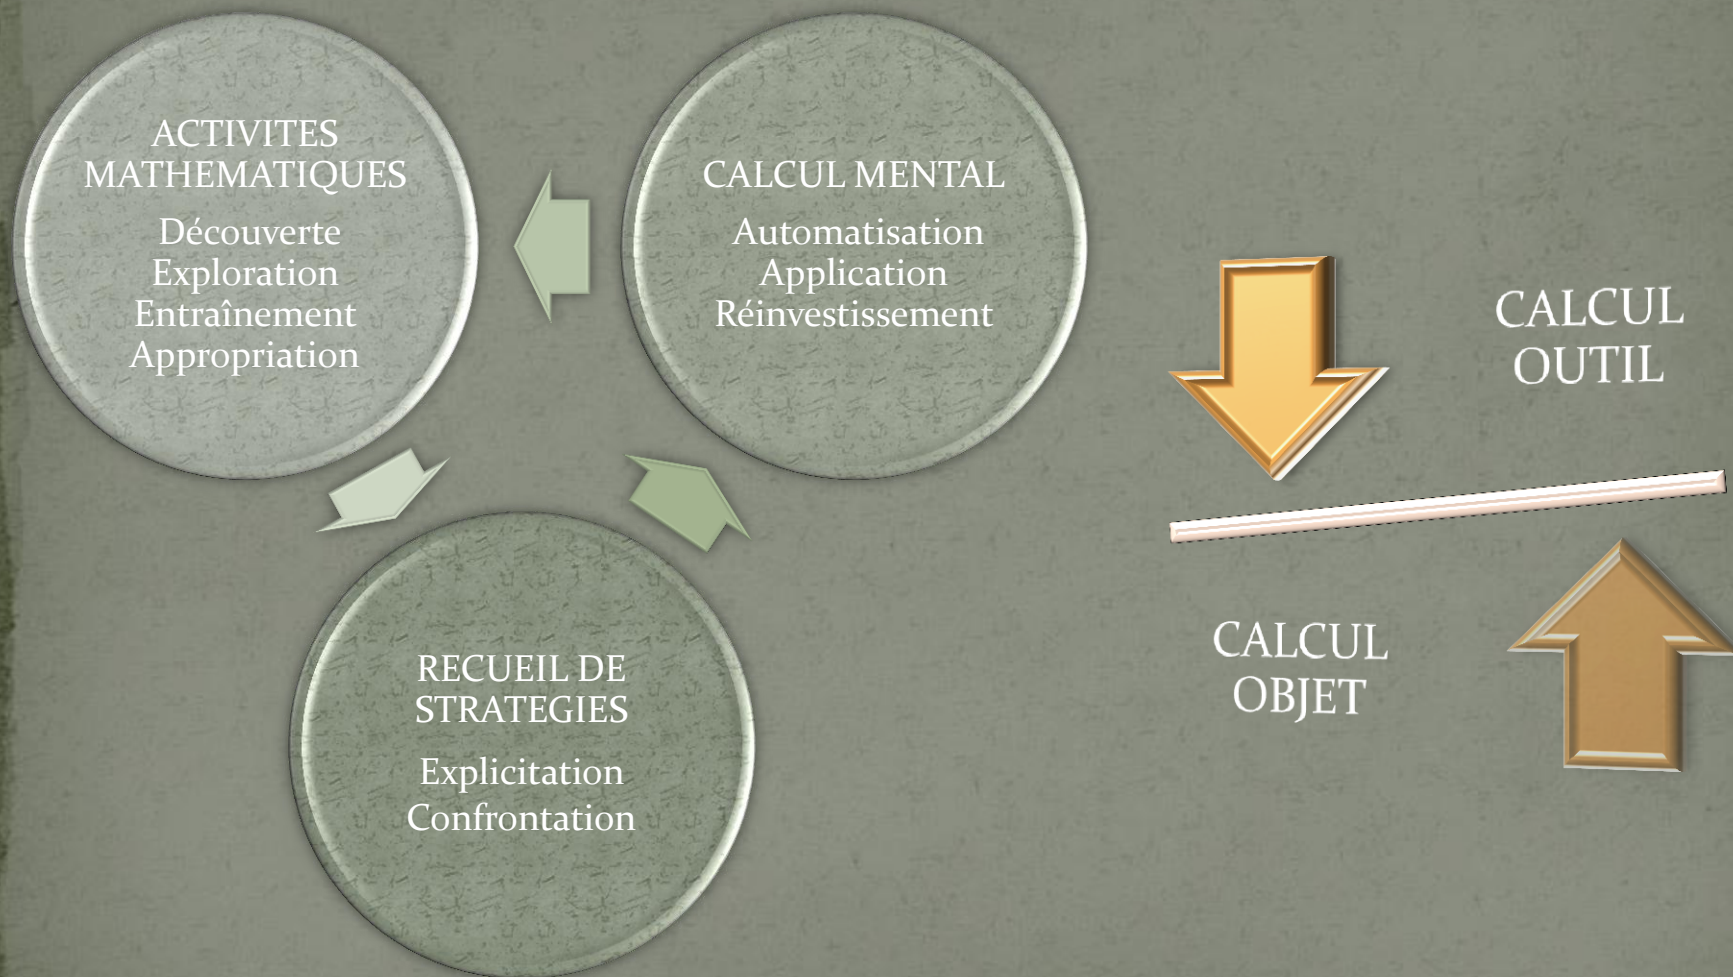 ACTIVITES
MATHEMATIQUES
Découverte
Exploration
Entraînement
Appropriation
CALCUL MENTAL
Automatisation
Application
Réinvestissement
RECUEIL DE
STRATEGIES
Explicitation
Confrontation
CALCUL
OUTIL
CALCUL
OBJET